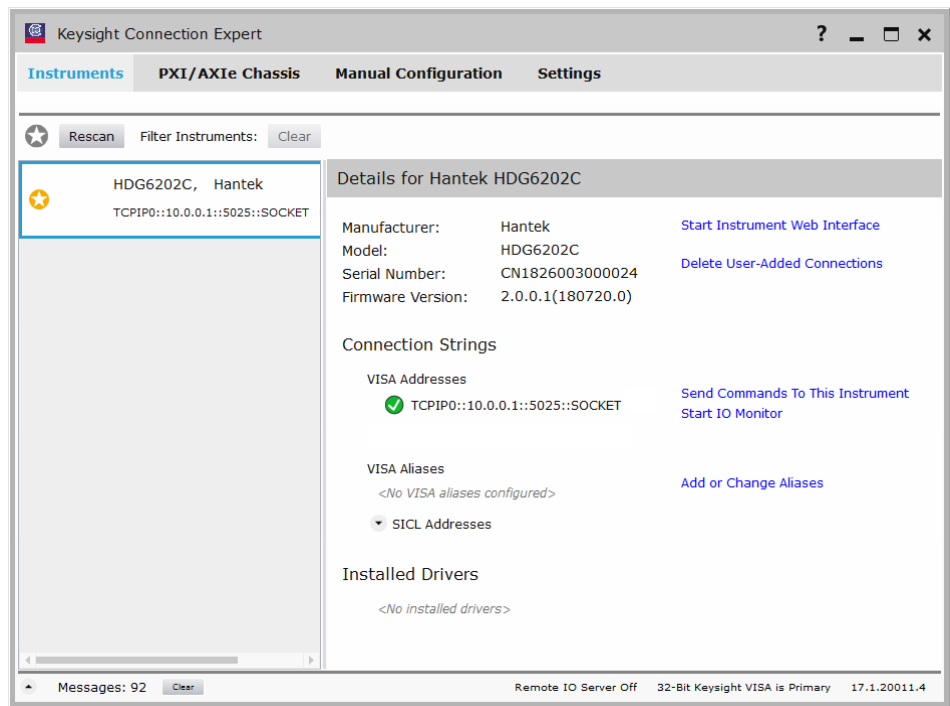 Keysight Connection Expert
?
Instruments PXI/AXIe Chassis Manual Configuration Settings
Rescan Filter Instruments: Clear
HDG6202C, Hantek
TCPIP0::10.0.0.1::5025::SOCKET
Details for Hantek HDG6202C
Manufacturer: Hantek
Model: HDG6202C
Serial Number: CN1826003000024
Firmware Version: 2.0.0.1(180720.0)
Start Instrument Web Interface
Delete User-Added Connections
Connection Strings
VISA Addresses
TCPIP0::10.0.0.1::5025::SOCKET
Send Commands To This Instrument
Start IO Monitor
VISA Aliases
<No VISA aliases configured>
Add or Change Aliases
SICL Addresses
Installed Drivers
<No installed drivers>
Messages: 92 Clear Remote IO Server Off 32-Bit Keysight VISA is Primary 17.1.20011.4